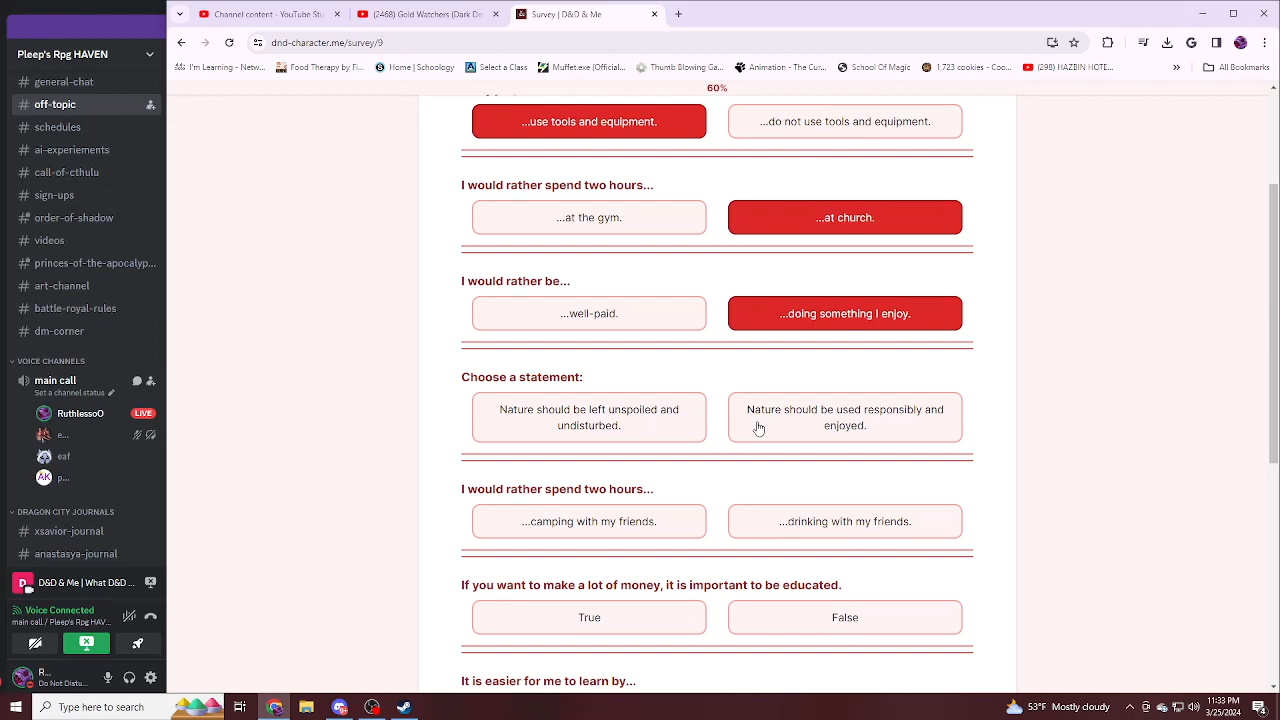 Channel content - YouTube Stu
(2468) Gold Watchers (Dark De
Survey | D&D & Me
dnd-character.me/survey/9
I'm Learning - Netw...
Food Therapy by Fi...
Home | Schoology
Select a Class
Muffet.exe(Official...
Thumb Blowing Ga...
Animation - The Cur...
School Of Magic
1,723 cookies - Coo...
(298) HAZBIN HOTE...
All Bookmarks
Pleep's Rpg HAVEN
general-chat
off-topic
schedules
ai-experiements
call-of-cthulu
sign-ups
order-of-shadow
videos
princes-of-the-apocalyp...
art-channel
battle-royal-rules
dm-corner
VOICE CHANNELS
main call
Set a channel status
RuthlessoO LIVE
e...
eaf
AK p...
DRAGON CITY JOURNALS
xsavior-journal
anastasya-journal
D D&D & Me | What D&D ...
Voice Connected
main call / Pleep's Rpg HAV...
R...
Do Not Distu...
60%
...use tools and equipment.
...do not use tools and equipment.
I would rather spend two hours...
...at the gym.
...at church.
I would rather be...
...well-paid.
...doing something I enjoy.
Choose a statement:
Nature should be left unspoiled and
undisturbed.
Nature should be used responsibly and
enjoyed.
I would rather spend two hours...
...camping with my friends.
...drinking with my friends.
If you want to make a lot of money, it is important to be educated.
True
False
It is easier for me to learn by...
Type here to search
53°F Mostly cloudy
11:33 PM
3/25/2024